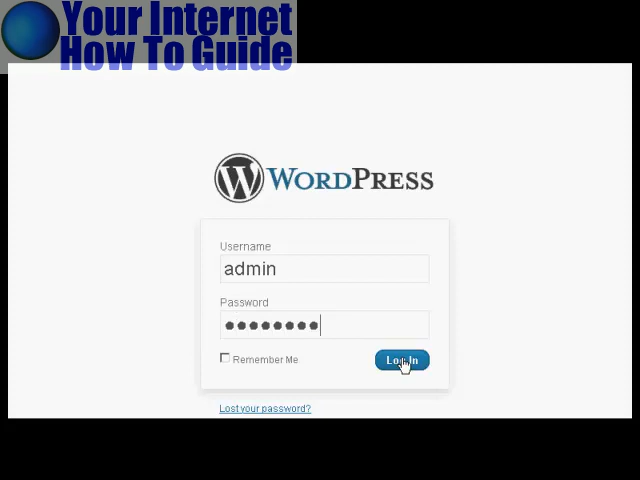 Your Internet
How To Guide
WORDPRESS
Username
admin
Password
Remember Me
Log In
Lost your password?